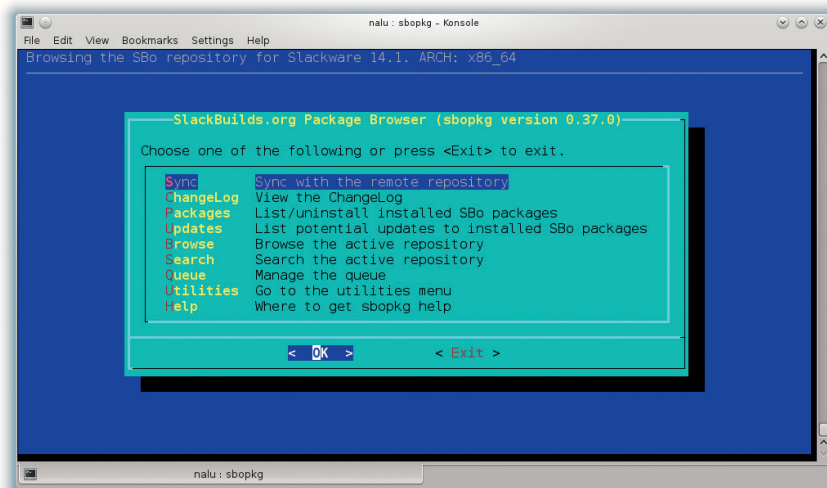 nalu : sbopkg - Konsole
File Edit View Bookmarks Settings Help
Browsing the SBo repository for Slackware 14.1. ARCH: x86_64
SlackBuilds.org Package Browser (sbopkg version 0.37.0)
Choose one of the following or press <Exit> to exit.
Sync Sync with the remote repository
ChangeLog View the ChangeLog
Packages List/uninstall installed SBo packages
Updates List potential updates to installed SBo packages
Browse Browse the active repository
Search Search the active repository
Queue Manage the queue
Utilities Go to the utilities menu
Help Where to get sbopkg help
< OK > < Exit >
nalu : sbopkg